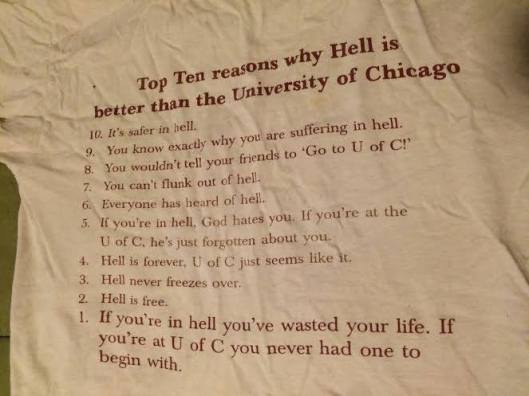 Top Ten reasons why Hell is
better than the University of Chicago
10. It's safer in hell.
9. You know exactly why you are suffering in hell.
8. You wouldn't tell your friends to 'Go to U of C!'
7. You can't flunk out of hell.
6. Everyone has heard of hell.
5. If you're in hell, God hates you. If you're at the
U of C, he's just forgotten about you.
4. Hell is forever, U of C just seems like it.
3. Hell never freezes over.
2. Hell is free.
1. If you're in hell you've wasted your life. If
you're at U of C you never had one to
begin with.